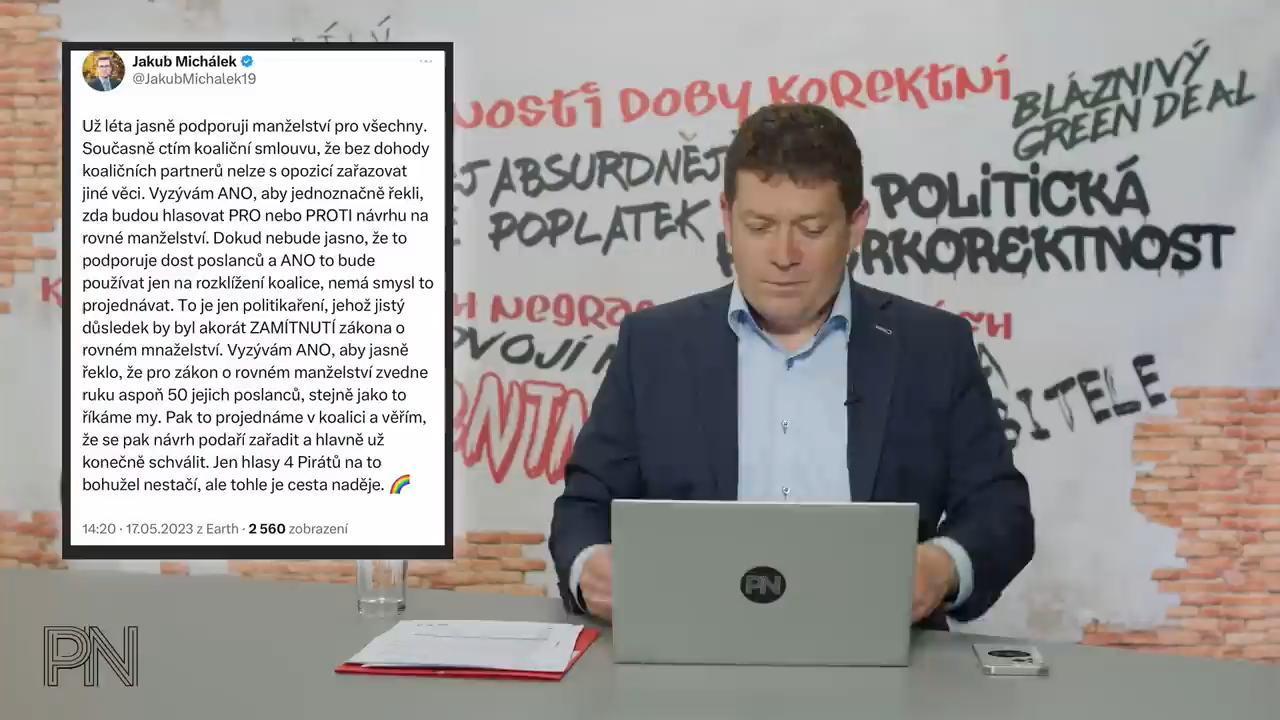 Jakub Michálek
@JakubMichalek19
Už léta jasně podporuji manželství pro všechny.
Současně ctím koaliční smlouvu, že bez dohody
koaličních partnerů nelze s opozicí zařazovat
jiné věci. Vyzývám ANO, aby jednoznačně řekli,
zda budou hlasovat PRO nebo PROTI návrhu na
rovné manželství. Dokud nebude jasno, že to
podporuje dost poslanců a ANO to bude
používat jen na rozklížení koalice, nemá smysl to
projednávat. To je jen politikaření, jehož jistý
důsledek by byl akorát ZAMÍTNUTÍ zákona o
rovném mnaželství. Vyzývám ANO, aby jasně
řeklo, že pro zákon o rovném manželství zvedne
ruku aspoň 50 jejich poslanců, stejně jako to
říkáme my. Pak to projednáme v koalici a věřím,
že se pak návrh podaří zařadit a hlavně už
konečně schválit. Jen hlasy 4 Pirátů na to
bohužel nestačí, ale tohle je cesta naděje. 🌈
14:20 · 17.05.2023 z Earth · 2 560 zobrazení
DOBY KOREKTNÍ
BLÁZNIVÝ
GREEN DEAL
ABSURDNĚJ
POPLATEK
POLITICKÁ
RKOREKTNOST
PN
PN